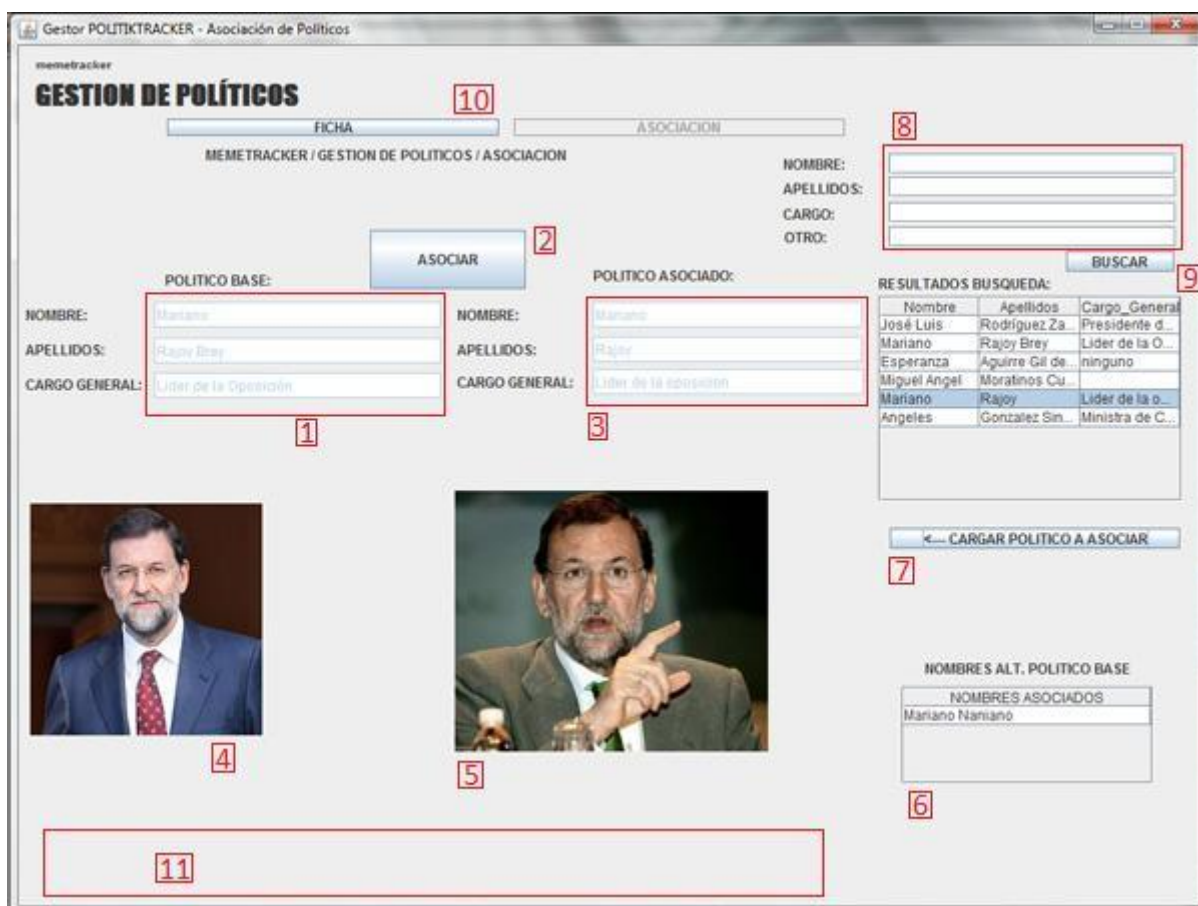 Gestor POLITIKTRACKER - Asociación de Políticos
memetracker
GESTION DE POLÍTICOS
10
FICHA
ASOCIACION
8
MEMETRACKER / GESTION DE POLITICOS / ASOCIACION
NOMBRE:
APELLIDOS:
CARGO:
OTRO:
ASOCIAR
2
BUSCAR
9
POLITICO BASE:
POLITICO ASOCIADO:
RESULTADOS BUSQUEDA:
NOMBRE: Mariano
APELLIDOS: Rajoy Brey
CARGO GENERAL: Lider de la Oposición
1
NOMBRE: Mariano
APELLIDOS: Rajoy
CARGO GENERAL: Lider de la oposición
3
Nombre Apellidos Cargo_General
José Luis Rodríguez Za... Presidente d...
Mariano Rajoy Brey Lider de la O...
Esperanza Aguirre Gil de... ninguno
Miguel Angel Moratinos Cu...
Mariano Rajoy Lider de la o...
Angeles Gonzalez Sin... Ministra de C...
<--- CARGAR POLITICO A ASOCIAR
7
4
5
NOMBRES ALT. POLITICO BASE
NOMBRES ASOCIADOS
Mariano Naniano
6
11